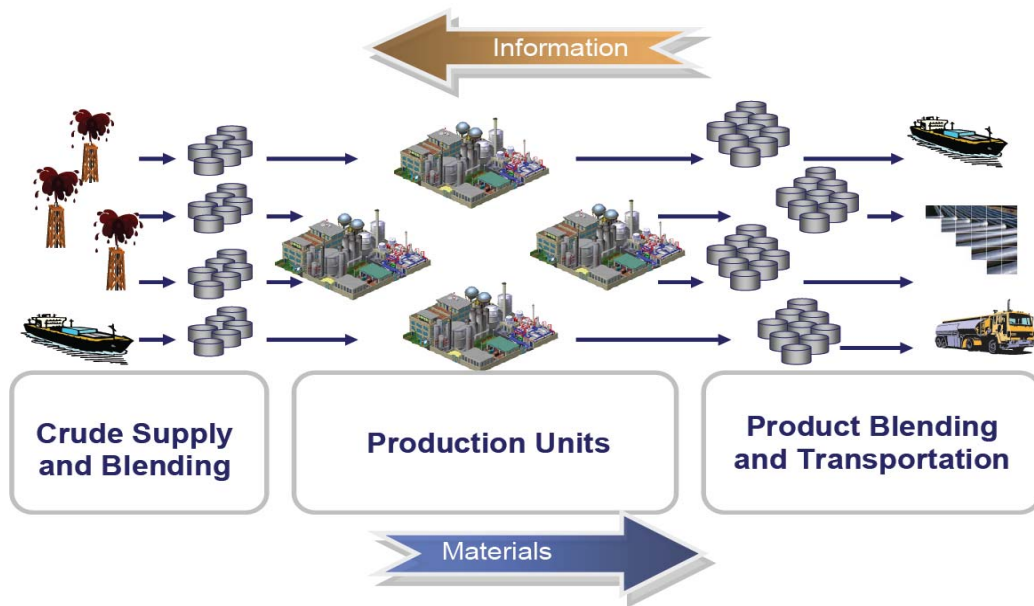 Information
Crude Supply
and Blending
Production Units
Product Blending
and Transportation
Materials